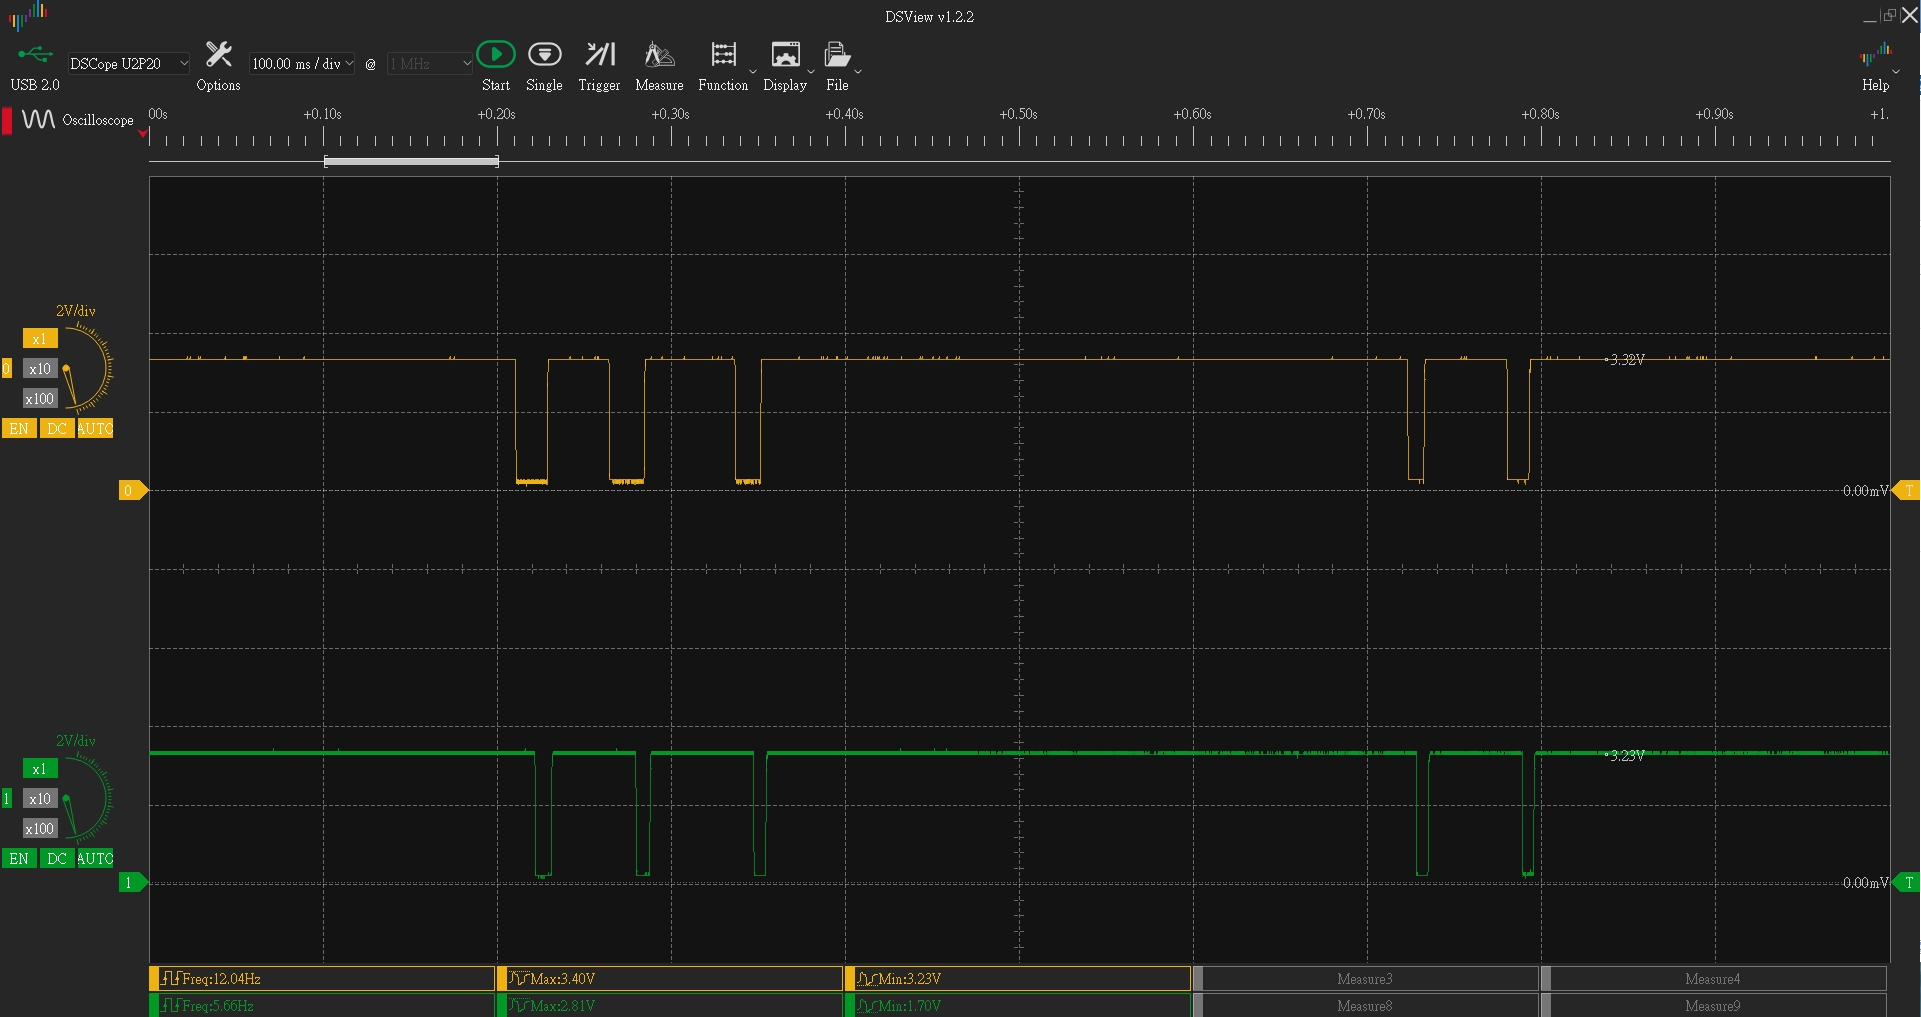 DSView v1.2.2
USB 2.0
DSCope U2P20
Options
100.00 ms / div
@
1 MHz
Start
Single
Trigger
Measure
Function
Display
File
Help
Oscilloscope
00s
+0.10s
+0.20s
+0.30s
+0.40s
+0.50s
+0.60s
+0.70s
+0.80s
+0.90s
+1.
2V/div
x1
0
x10
x100
EN
DC
AUTO
3.32V
0
0.00mV
T
2V/div
x1
1
x10
x100
EN
DC
AUTO
3.23V
1
0.00mV
T
Freq:12.04Hz
Max:3.40V
Min:3.23V
Measure3
Measure4
Freq:5.66Hz
Max:2.81V
Min:1.70V
Measure8
Measure9